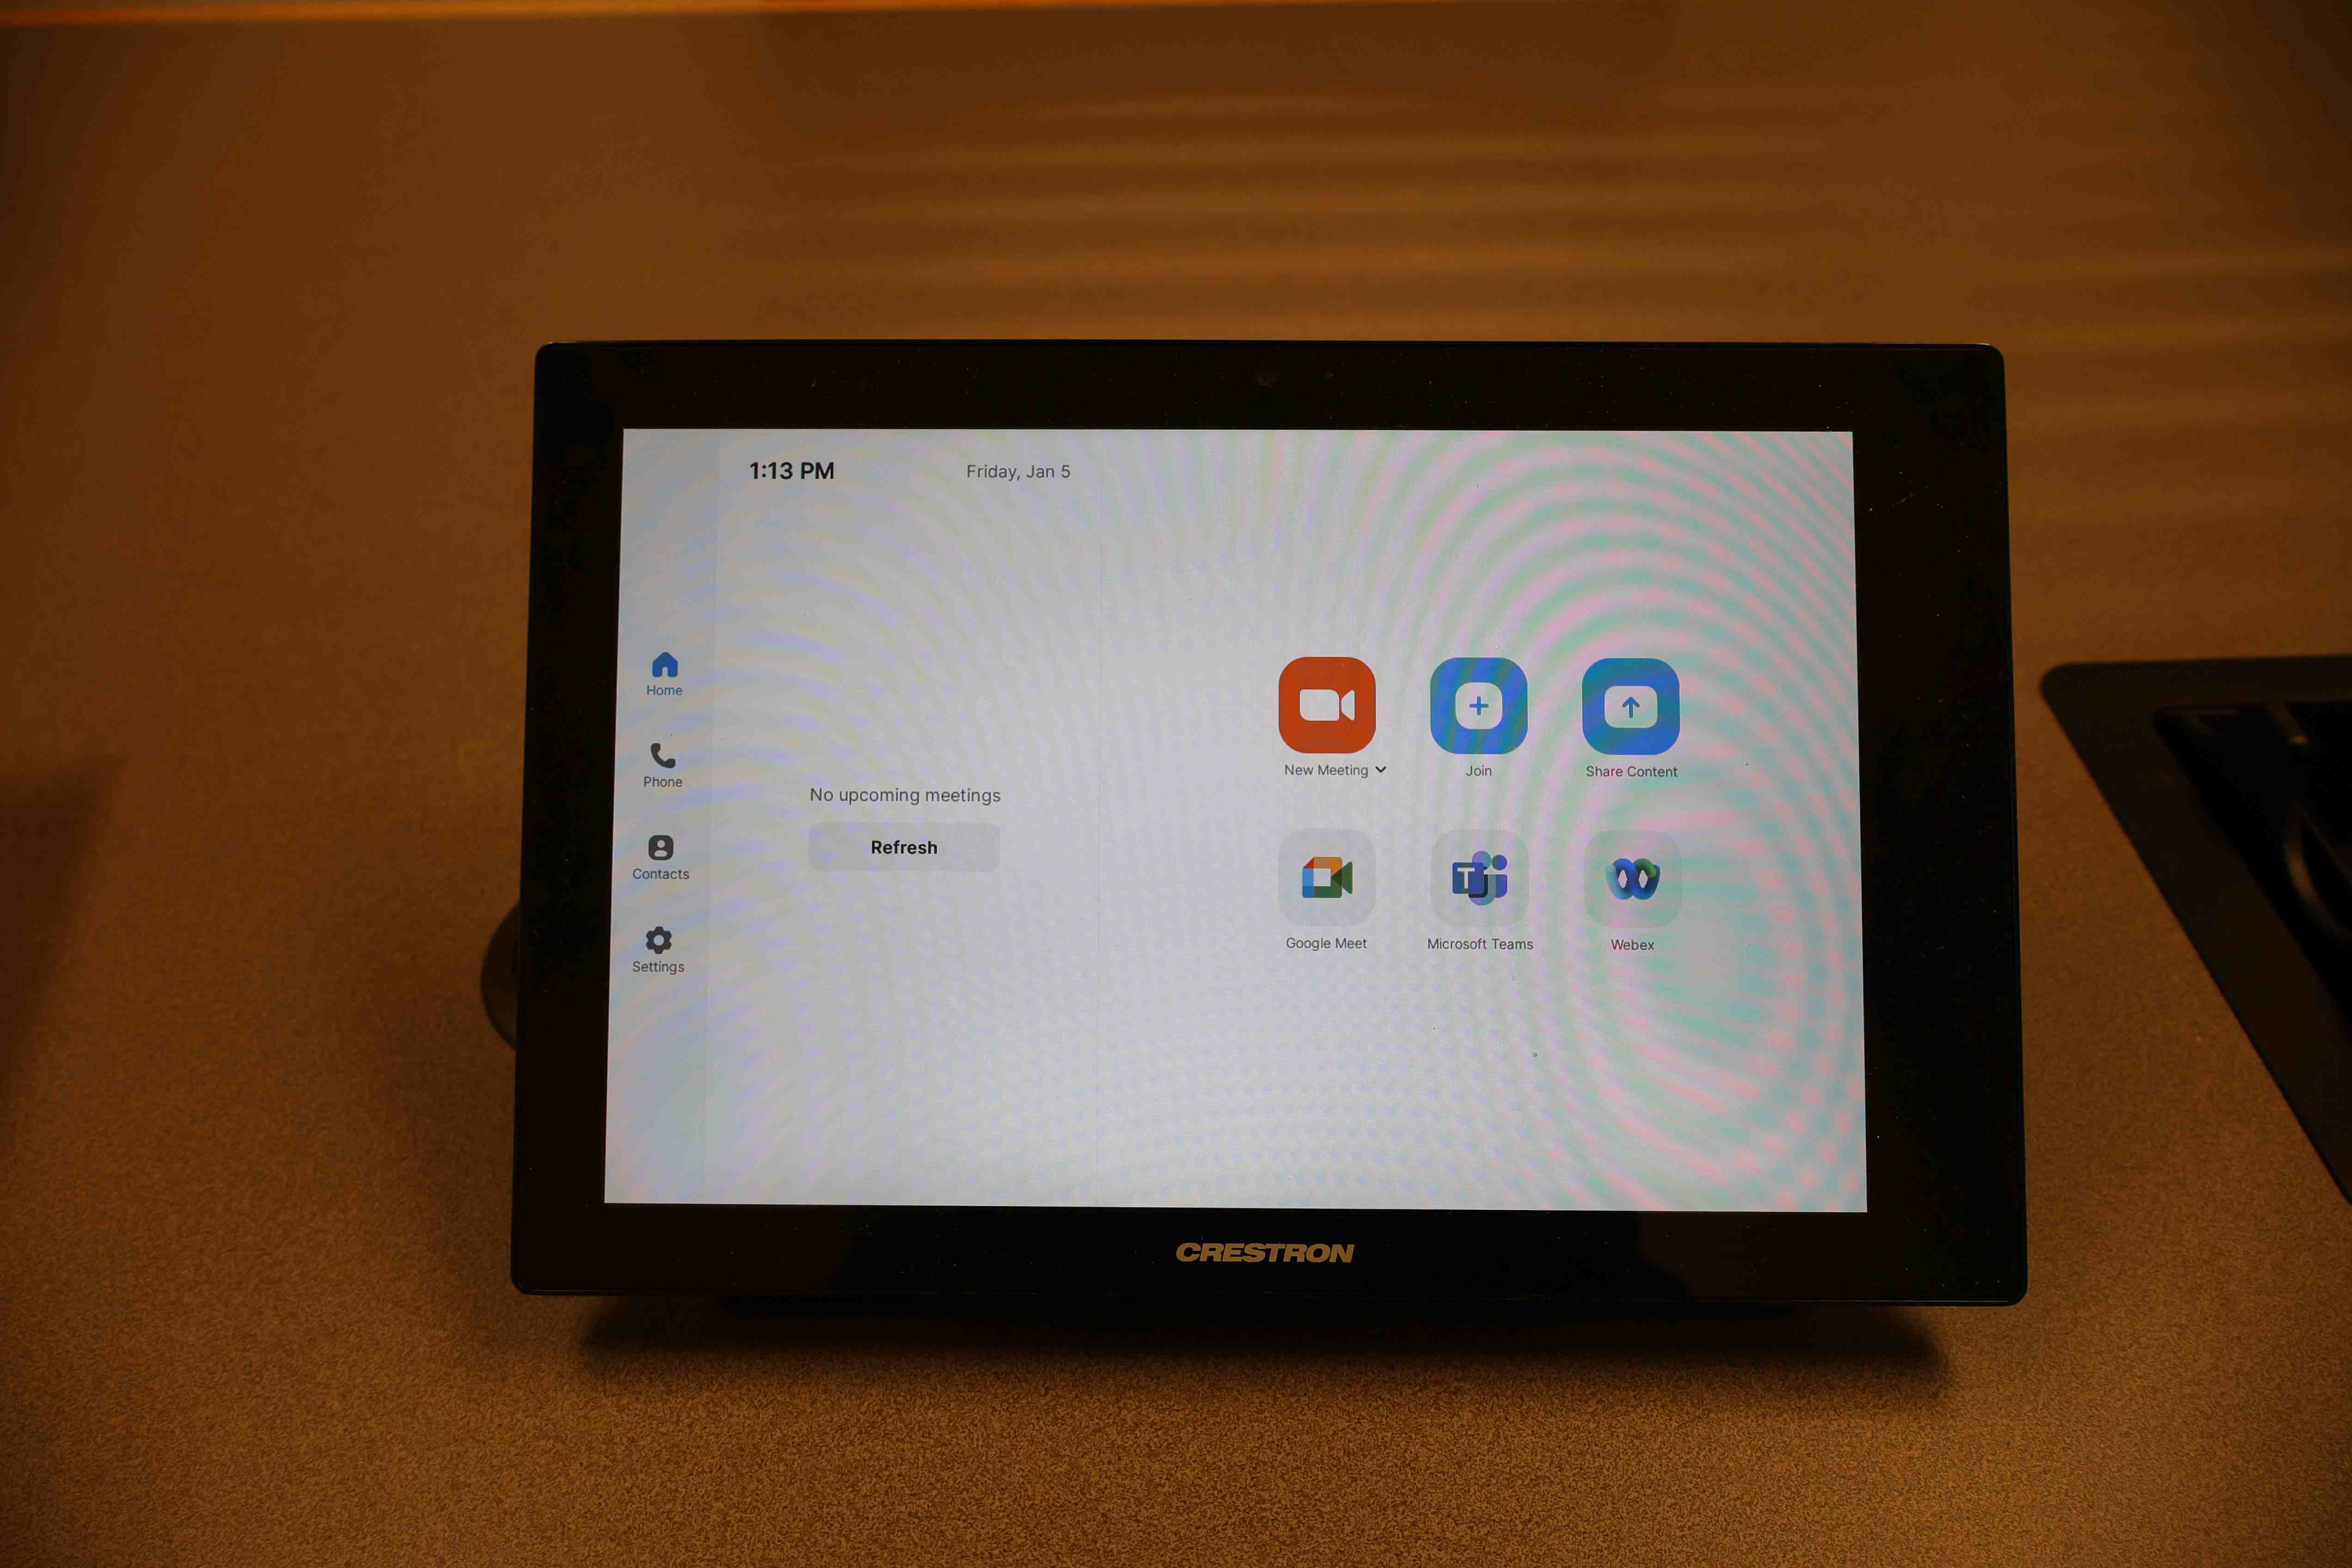 1:13 PM
Friday, Jan 5
Home
Phone
Contacts
Settings
No upcoming meetings
Refresh
New Meeting
Join
Share Content
Google Meet
Microsoft Teams
Webex
CRESTRON